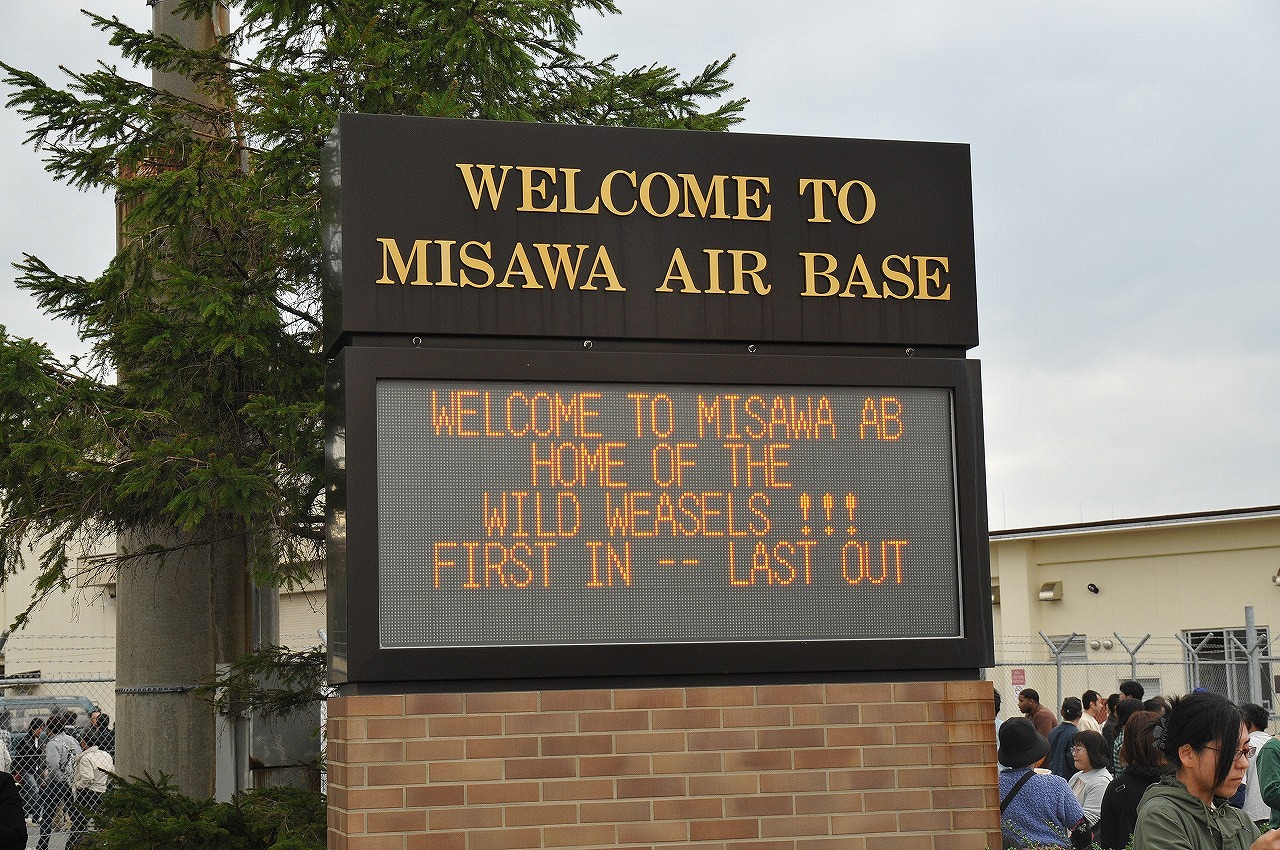 WELCOME TO
MISAWA AIR BASE
WELCOME TO MISAWA AB
HOME OF THE
WILD WEASELS !!!
FIRST IN -- LAST OUT